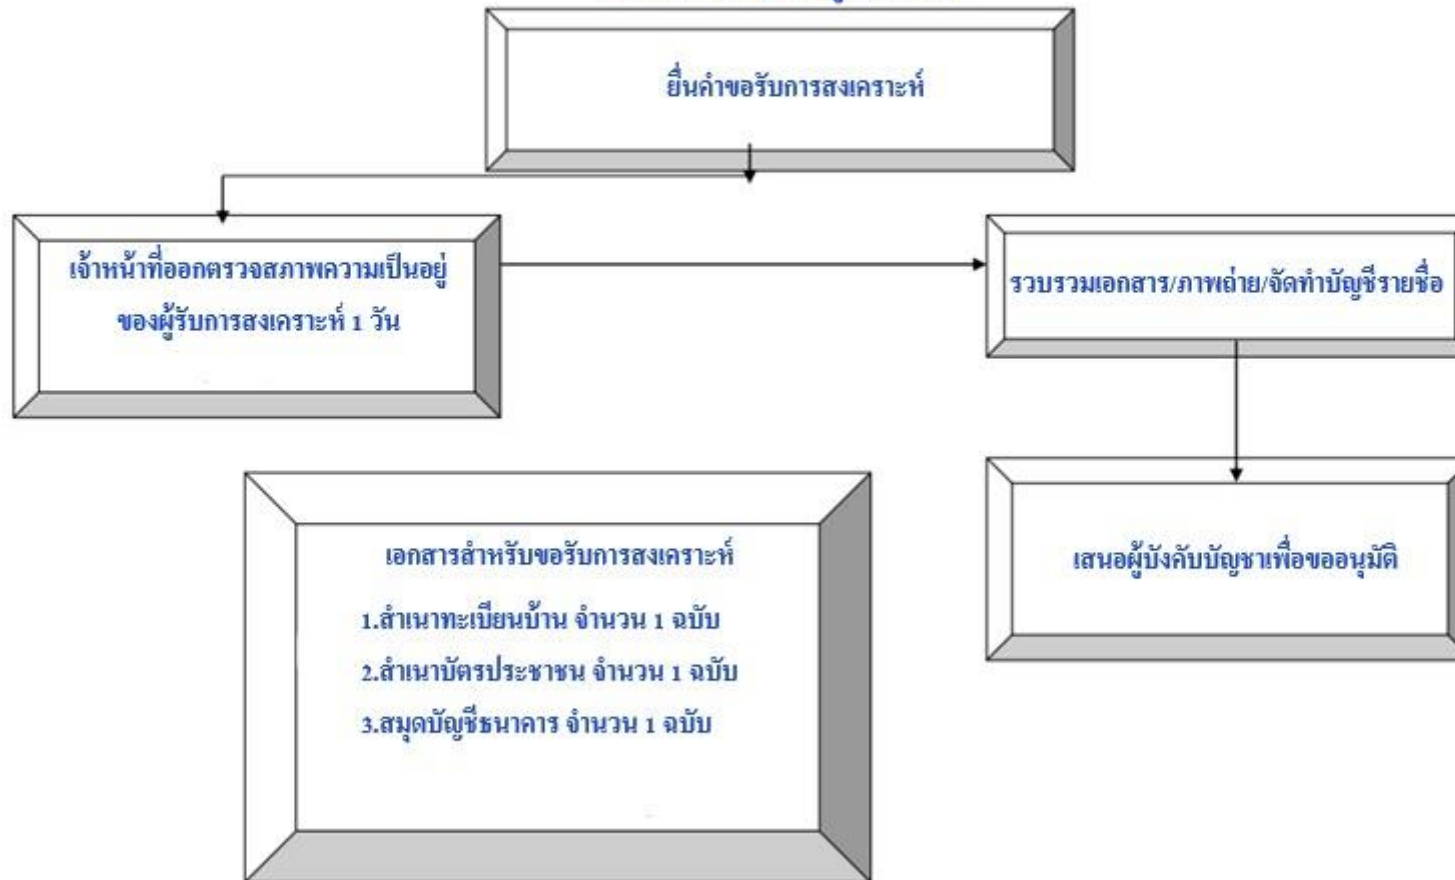 ยื่นคำขอรับการสงเคราะห์
เจ้าหน้าที่ออกตรวจสภาพความเป็นอยู่
ของผู้รับการสงเคราะห์ 1 วัน
รวบรวมเอกสาร/ภาพถ่าย/จัดทำบัญชีรายชื่อ
เสนอผู้บังคับบัญชาเพื่อขออนุมัติ
เอกสารสำหรับขอรับการสงเคราะห์
1.สำเนาทะเบียนบ้าน จำนวน 1 ฉบับ
2.สำเนาบัตรประชาชน จำนวน 1 ฉบับ
3.สมุดบัญชีธนาคาร จำนวน 1 ฉบับ